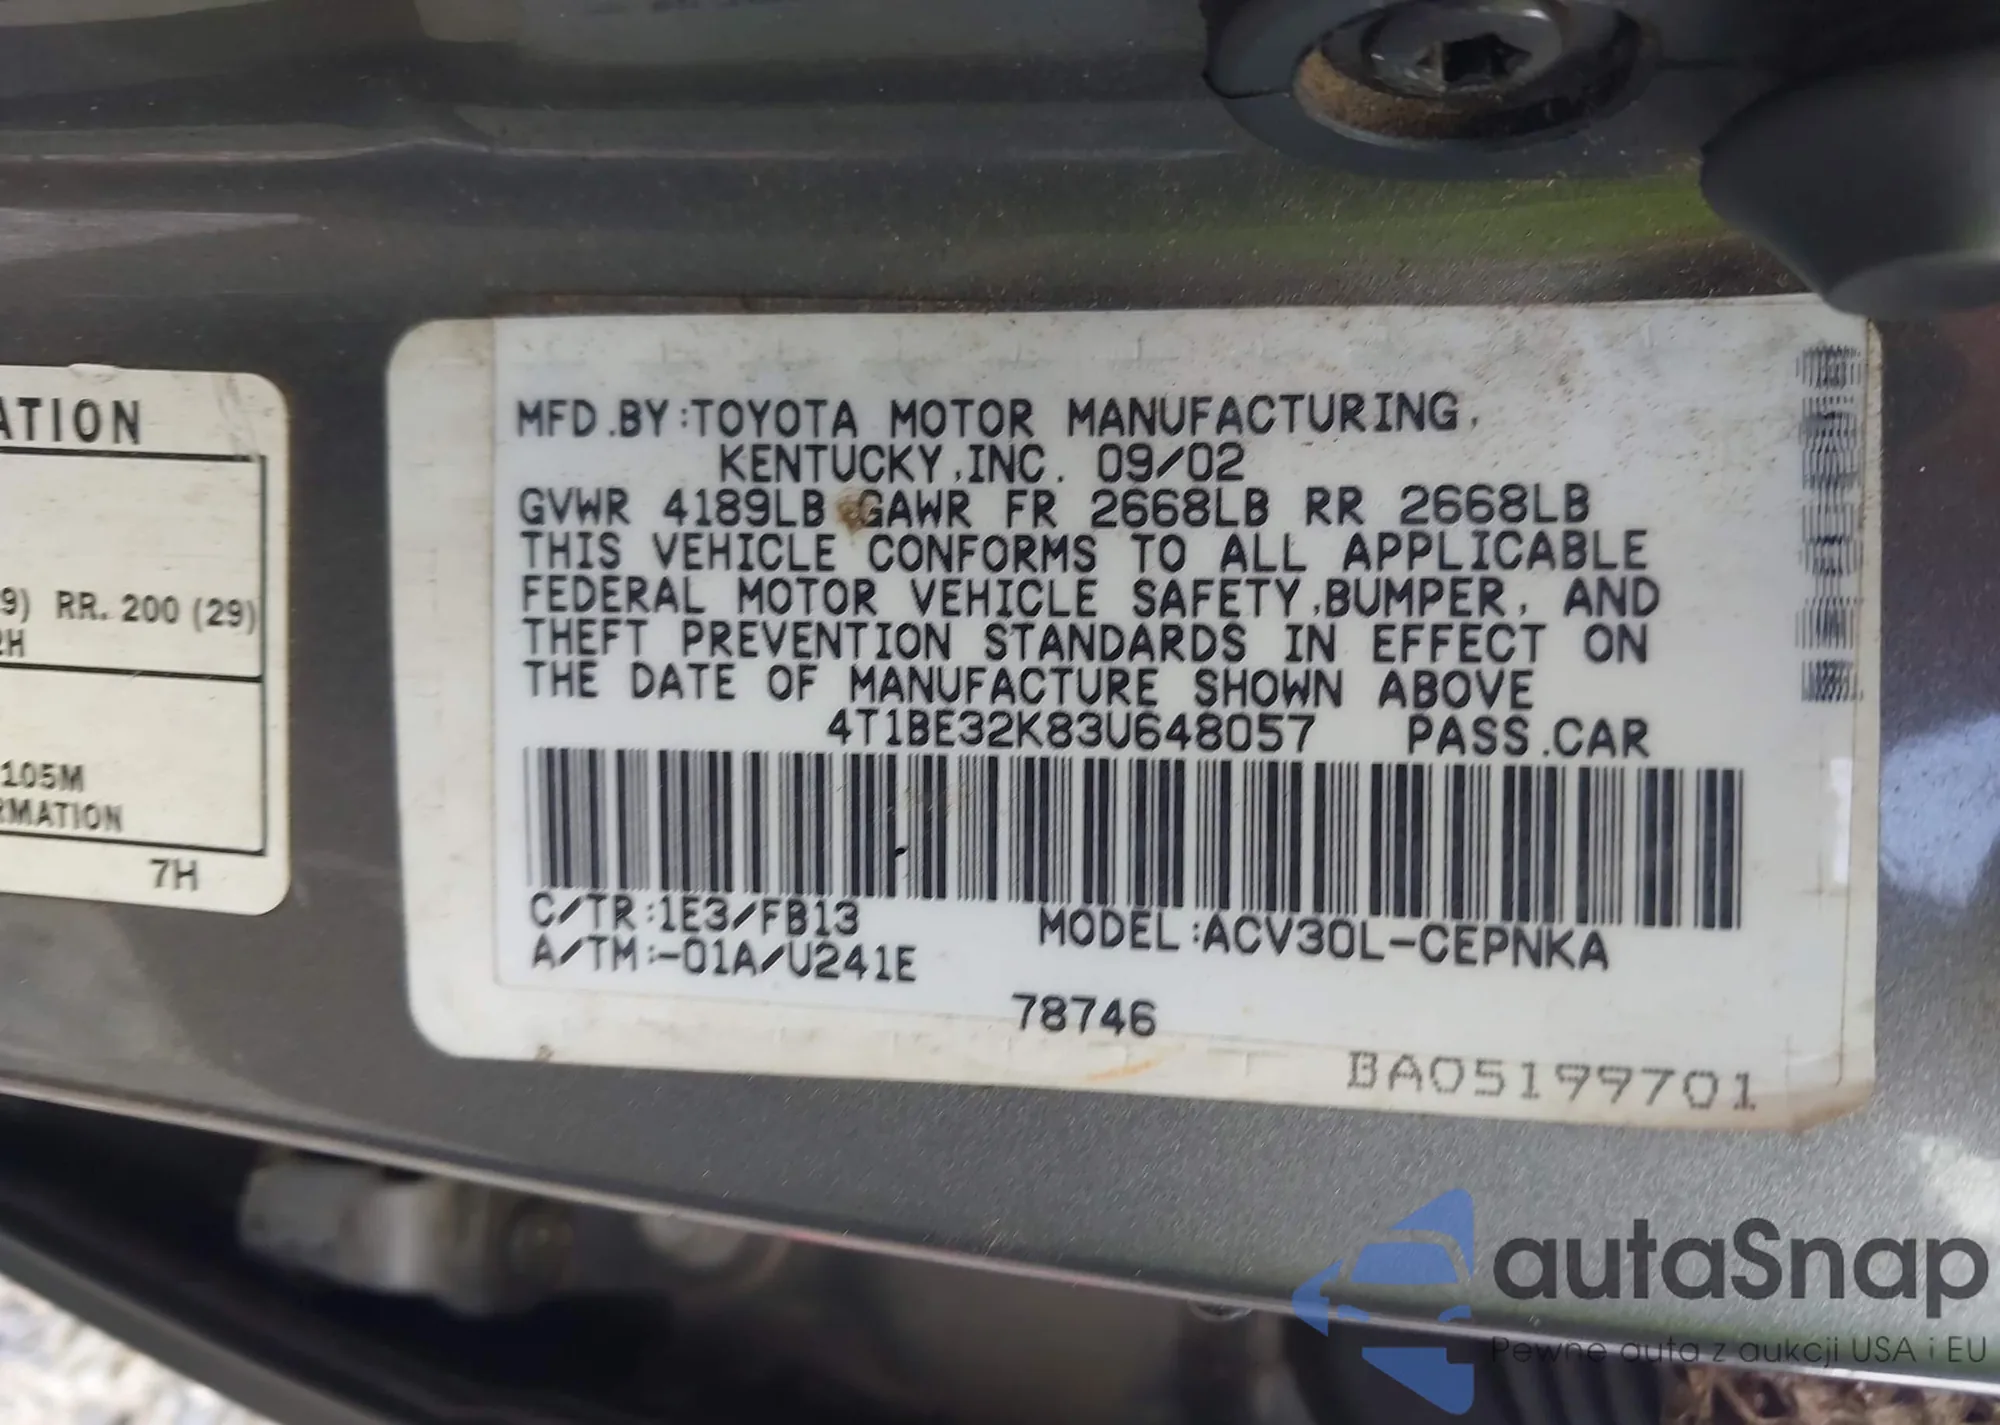 ATION
9) RR. 200 (29)
2H
105M
RMATION
7H
MFD.BY:TOYOTA MOTOR MANUFACTURING,
KENTUCKY,INC. 09/02
GVWR 4189LB GAWR FR 2668LB RR 2668LB
THIS VEHICLE CONFORMS TO ALL APPLICABLE
FEDERAL MOTOR VEHICLE SAFETY,BUMPER, AND
THEFT PREVENTION STANDARDS IN EFFECT ON
THE DATE OF MANUFACTURE SHOWN ABOVE
4T1BE32K83U648057 PASS.CAR
C/TR:1E3/FB13 MODEL:ACV30L-CEPNKA
A/TM:-01A/U241E
78746
BA05199701
autaSnap
Pewne auta z aukcji USA i EU